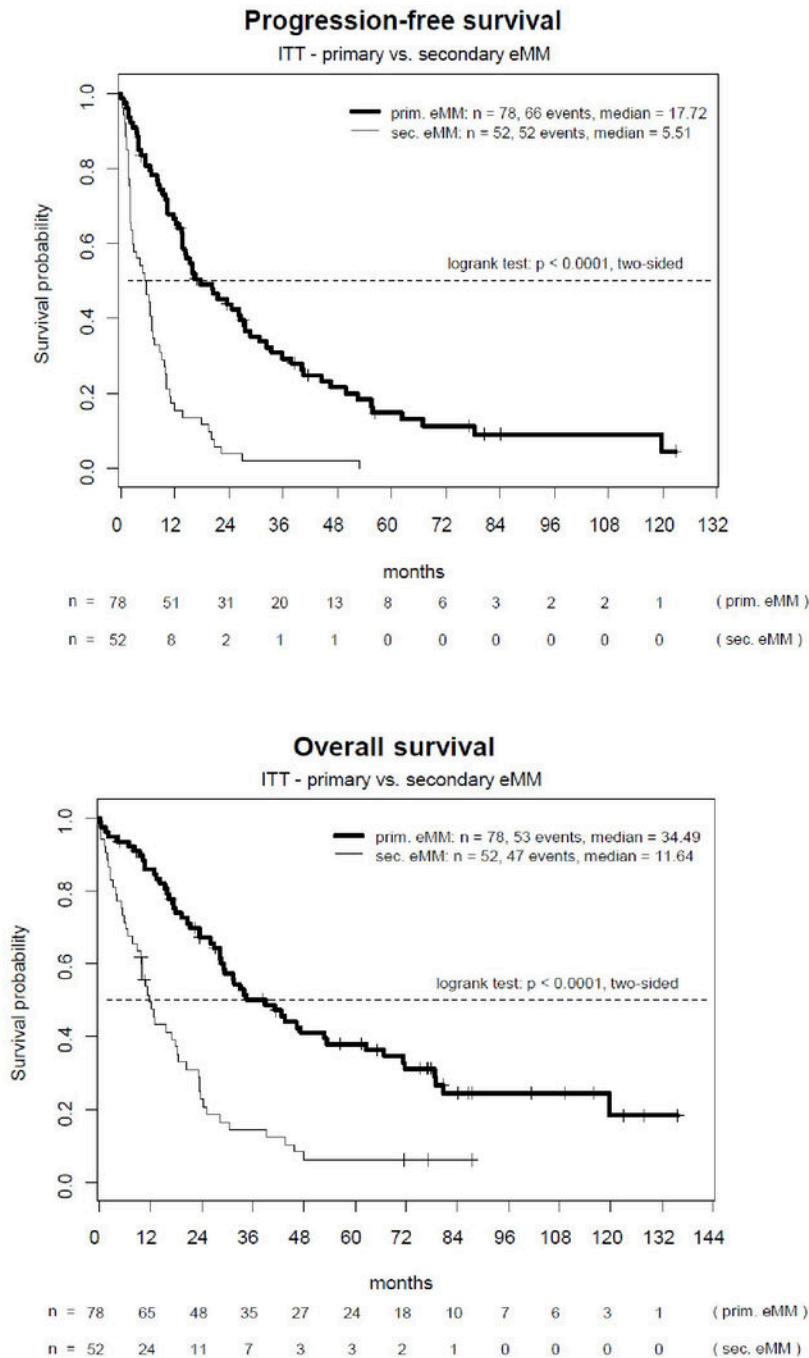 Progression-free survival
ITT - primary vs. secondary eMM
prim. eMM: n = 78, 66 events, median = 17.72
sec. eMM: n = 52, 52 events, median = 5.51
logrank test: p < 0.0001, two-sided
Survival probability
1.0
0.8
0.6
0.4
0.2
0.0
0 12 24 36 48 60 72 84 96 108 120 132
months
n = 78 51 31 20 13 8 6 3 2 2 1 ( prim. eMM )
n = 52 8 2 1 1 0 0 0 0 0 0 ( sec. eMM )
Overall survival
ITT - primary vs. secondary eMM
prim. eMM: n = 78, 53 events, median = 34.49
sec. eMM: n = 52, 47 events, median = 11.64
logrank test: p < 0.0001, two-sided
Survival probability
1.0
0.8
0.6
0.4
0.2
0.0
0 12 24 36 48 60 72 84 96 108 120 132 144
months
n = 78 65 48 35 27 24 18 10 7 6 3 1 ( prim. eMM )
n = 52 24 11 7 3 3 2 1 0 0 0 0 ( sec. eMM )